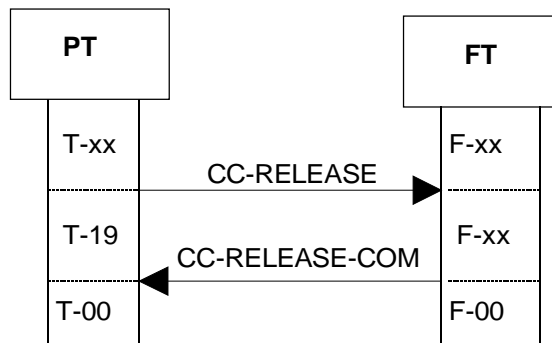 PT
FT
T-xx
F-xx
CC-RELEASE
T-19
F-xx
CC-RELEASE-COM
T-00
F-00